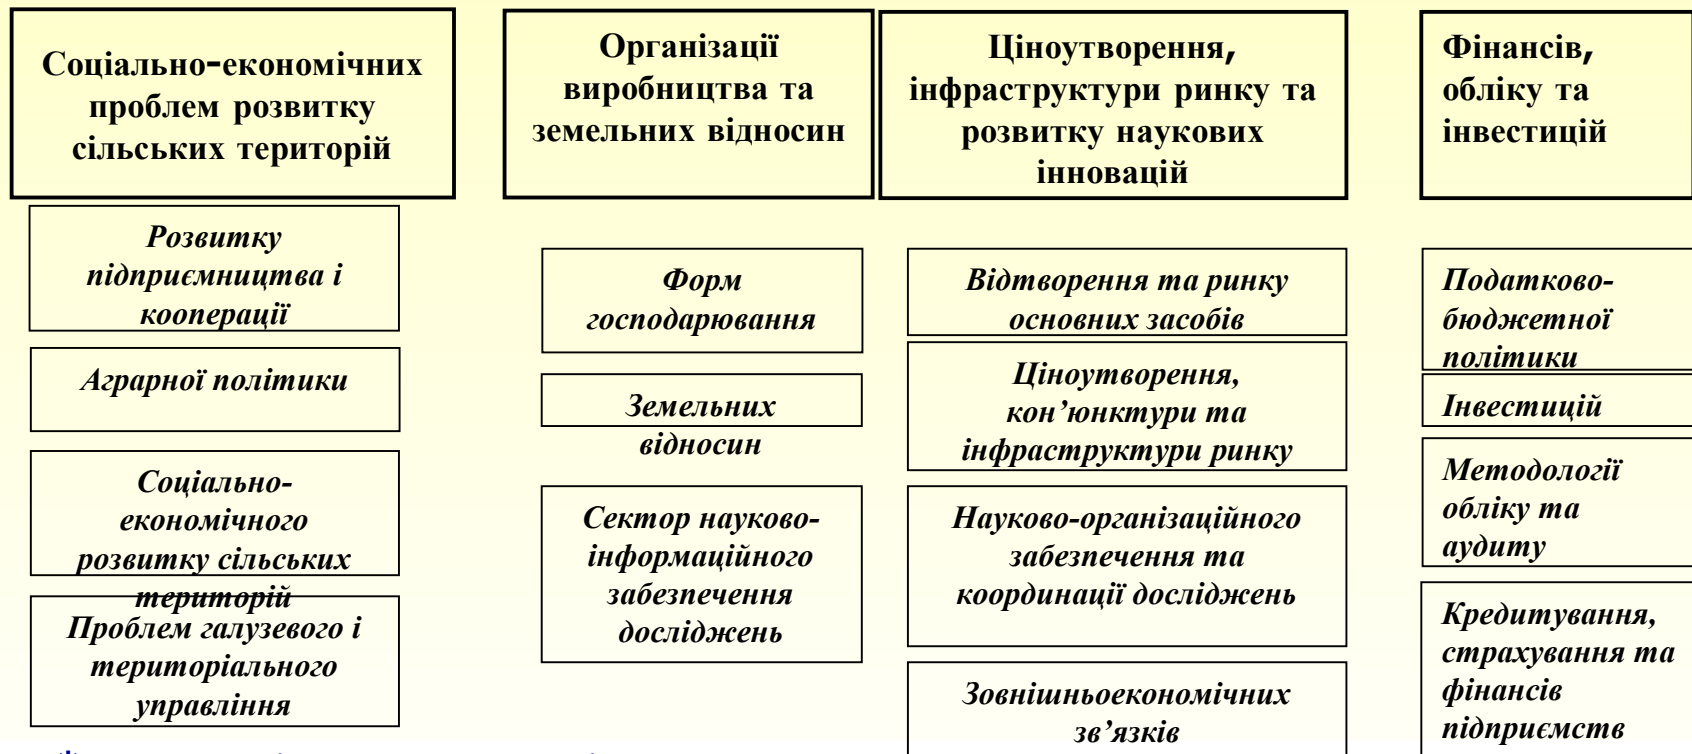 Соціально-економічних
проблем розвитку
сільських територій
Розвитку
підприємництва і
кооперації
Аграрної політики
Соціально-
економічного
розвитку сільських
територій
Проблем галузевого і
територіального
управління
Організації
виробництва та
земельних відносин
Форм
господарювання
Земельних
відносин
Сектор науково-
інформаційного
забезпечення
досліджень
Ціноутворення,
інфраструктури ринку та
розвитку наукових
інновацій
Відтворення та ринку
основних засобів
Ціноутворення,
кон’юнктури та
інфраструктури ринку
Науково-організаційного
забезпечення та
координації досліджень
Зовнішньоекономічних
зв’язків
Фінансів,
обліку та
інвестицій
Податково-
бюджетної
політики
Інвестицій
Методології
обліку та
аудиту
Кредитування,
страхування та
фінансів
підприємств